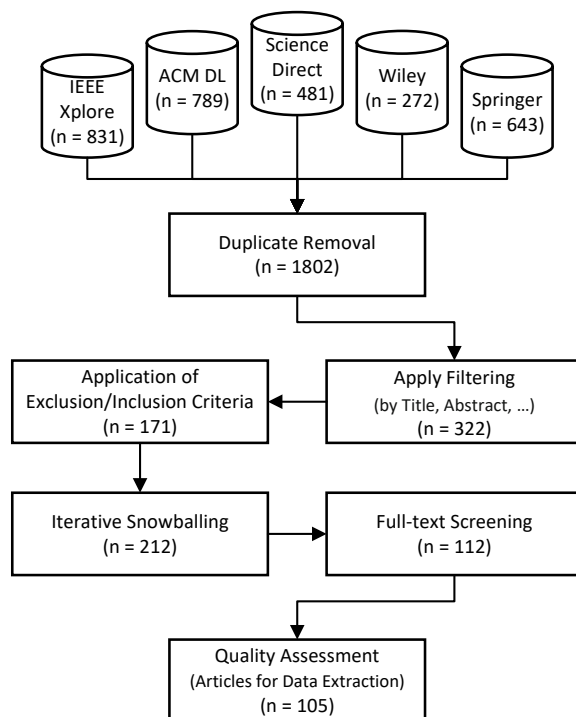 IEEE
Xplore
(n = 831)
ACM DL
(n = 789)
Science
Direct
(n = 481)
Wiley
(n = 272)
Springer
(n = 643)
Duplicate Removal
(n = 1802)
Application of
Exclusion/Inclusion Criteria
(n = 171)
Apply Filtering
(by Title, Abstract, ...)
(n = 322)
Iterative Snowballing
(n = 212)
Full-text Screening
(n = 112)
Quality Assessment
(Articles for Data Extraction)
(n = 105)